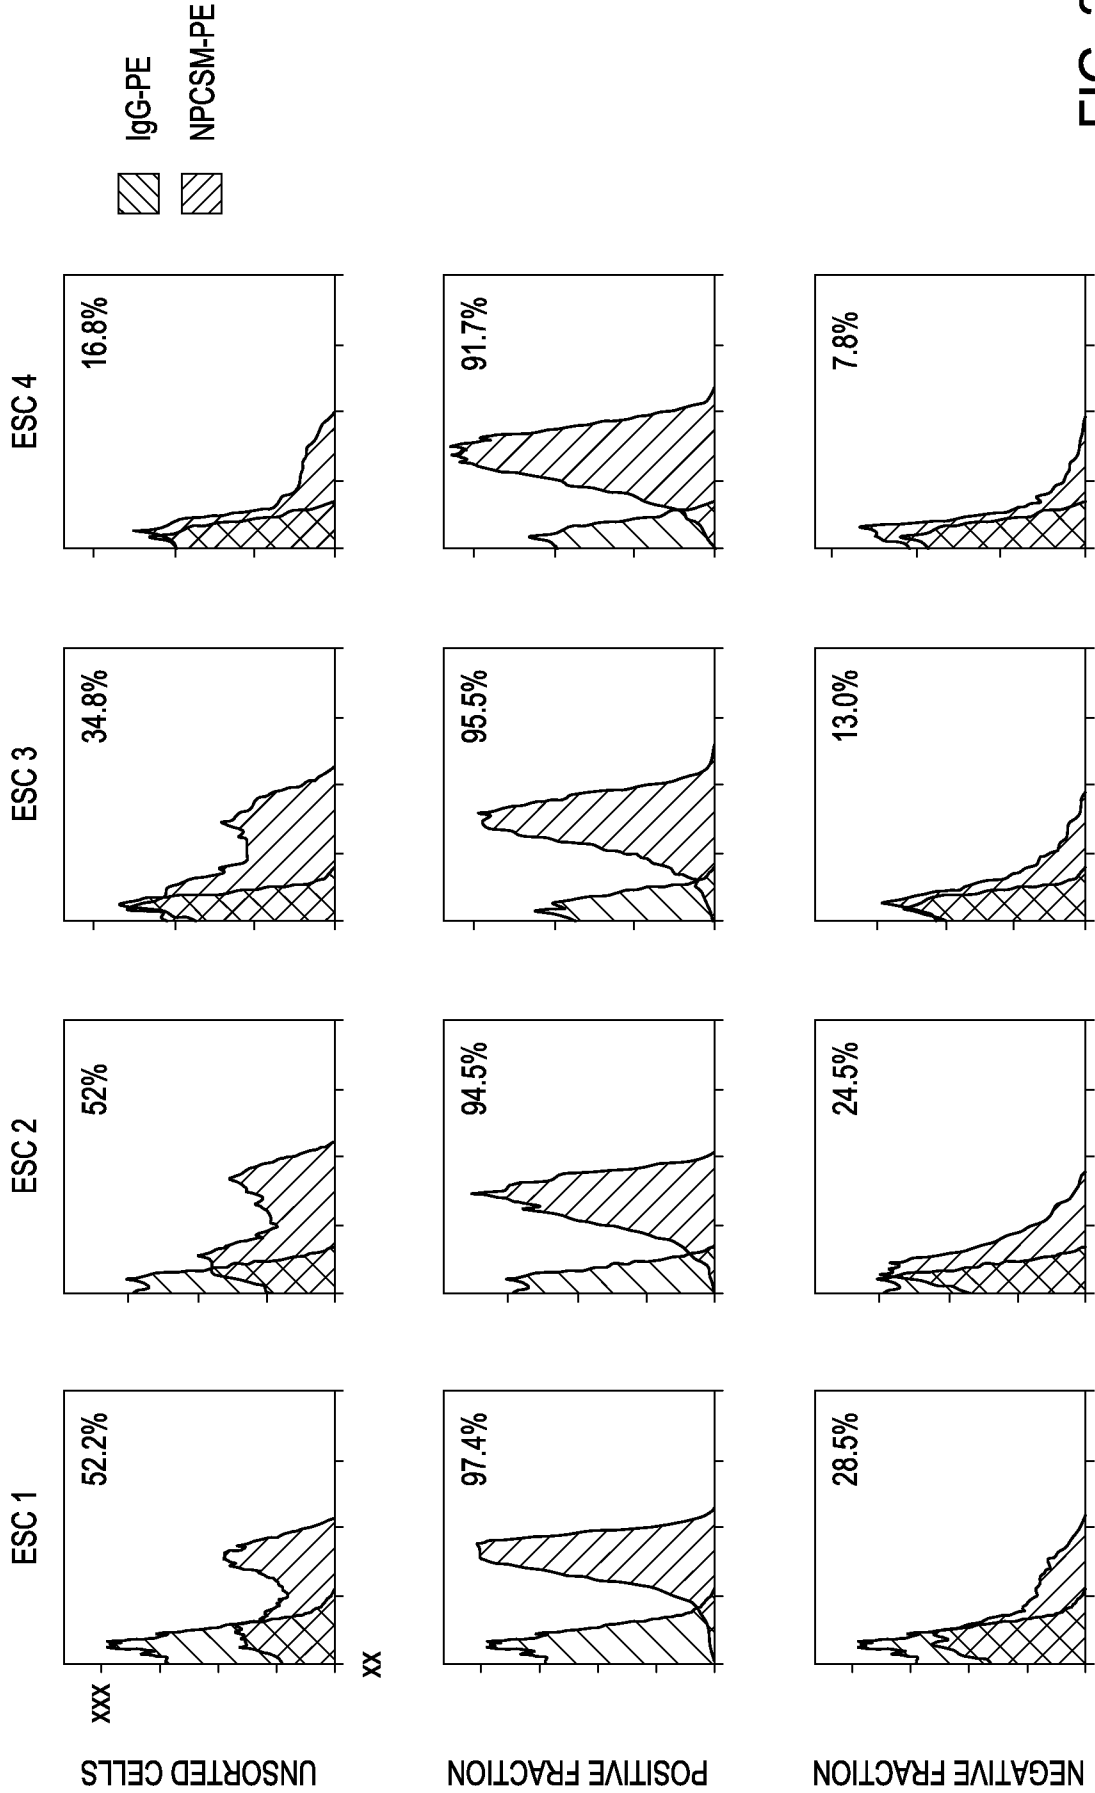 ESC 1
ESC 2
ESC 3
ESC 4
IgG-PE
NPCSM-PE
UNSORTED CELLS
xxx
52.2%
52%
34.8%
16.8%
xx
POSITIVE FRACTION
97.4%
94.5%
95.5%
91.7%
NEGATIVE FRACTION
28.5%
24.5%
13.0%
7.8%